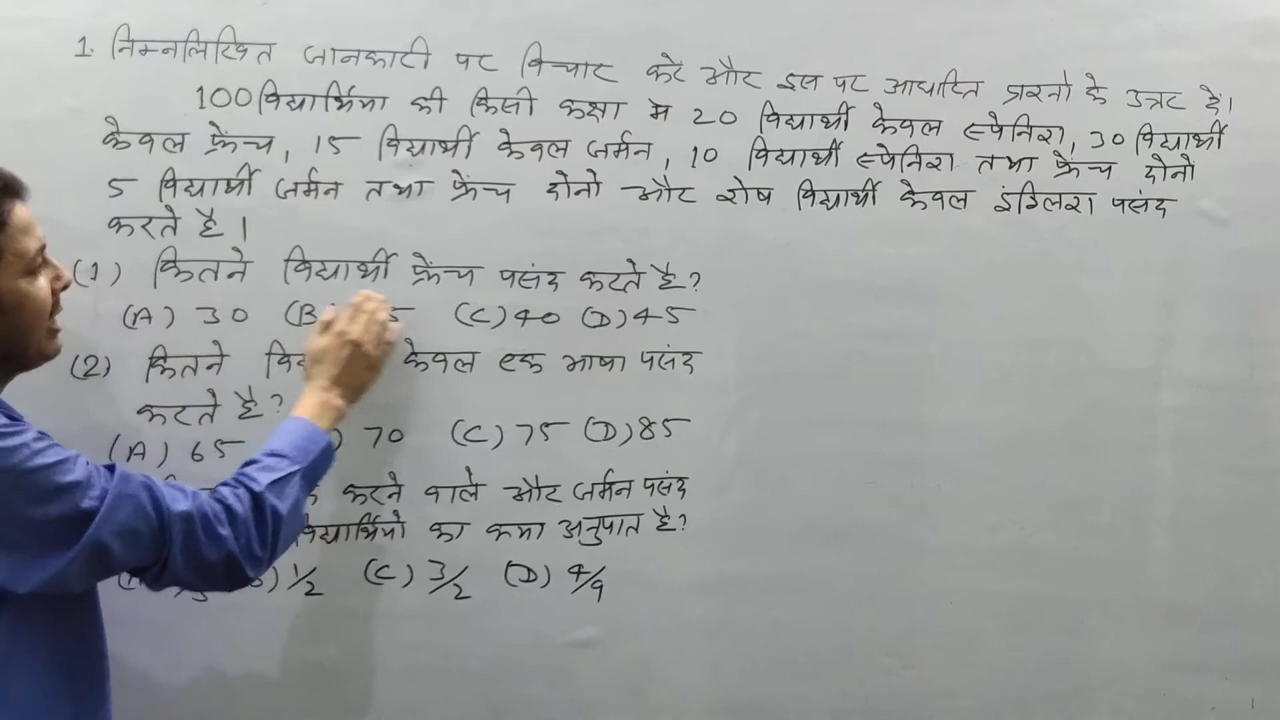 1. निम्नलिखित जानकारी पर विचार करें और इस पर आधारित प्रश्नो के उत्तर दें।
100 विद्यार्थियो की किसी कक्षा में 20 विद्यार्थी केवल स्पेनिश, 30 विद्यार्थी
केवल फ्रेंच, 15 विद्यार्थी केवल जर्मन, 10 विद्यार्थी स्पेनिश तथा फ्रेंच दोनो
5 विद्यार्थी जर्मन तथा फ्रेंच दोनो और शेष विद्यार्थी केवल इंग्लिश पसंद
करते है।
(1) कितने विद्यार्थी फ्रेंच पसंद करते है?
(A) 30 (B) 5 (C) 40 (D) 45
(2) कितने केवल एक भाषा पसंद
करते है?
(A) 65 70 (C) 75 (D) 85
करने वाले और जर्मन पसंद
विद्यार्थियो का क्या अनुपात है?
1/2 (C) 3/2 (D) 4/9